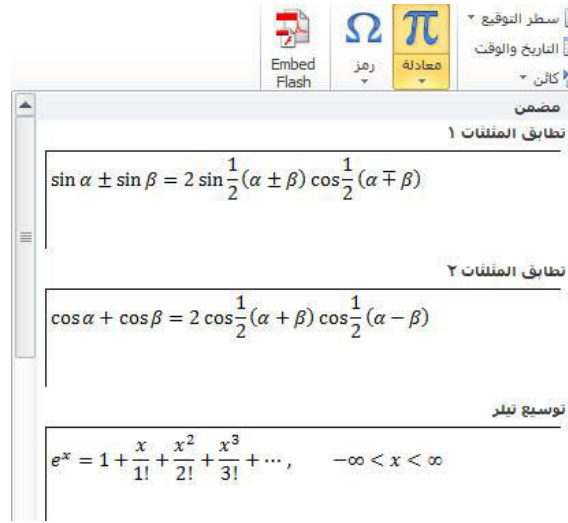 سطر التوقيع
التاريخ والوقت
كائن
معادلة
رمز
Embed
Flash
مضمن
تطابق المثلثات ١
sin α ± sin β = 2 sin 1/2 (α ± β) cos 1/2 (α ∓ β)
تطابق المثلثات ٢
cos α + cos β = 2 cos 1/2 (α + β) cos 1/2 (α − β)
توسيع تيلر
e^x = 1 + x/1! + x^2/2! + x^3/3! + ⋯ , −∞ < x < ∞